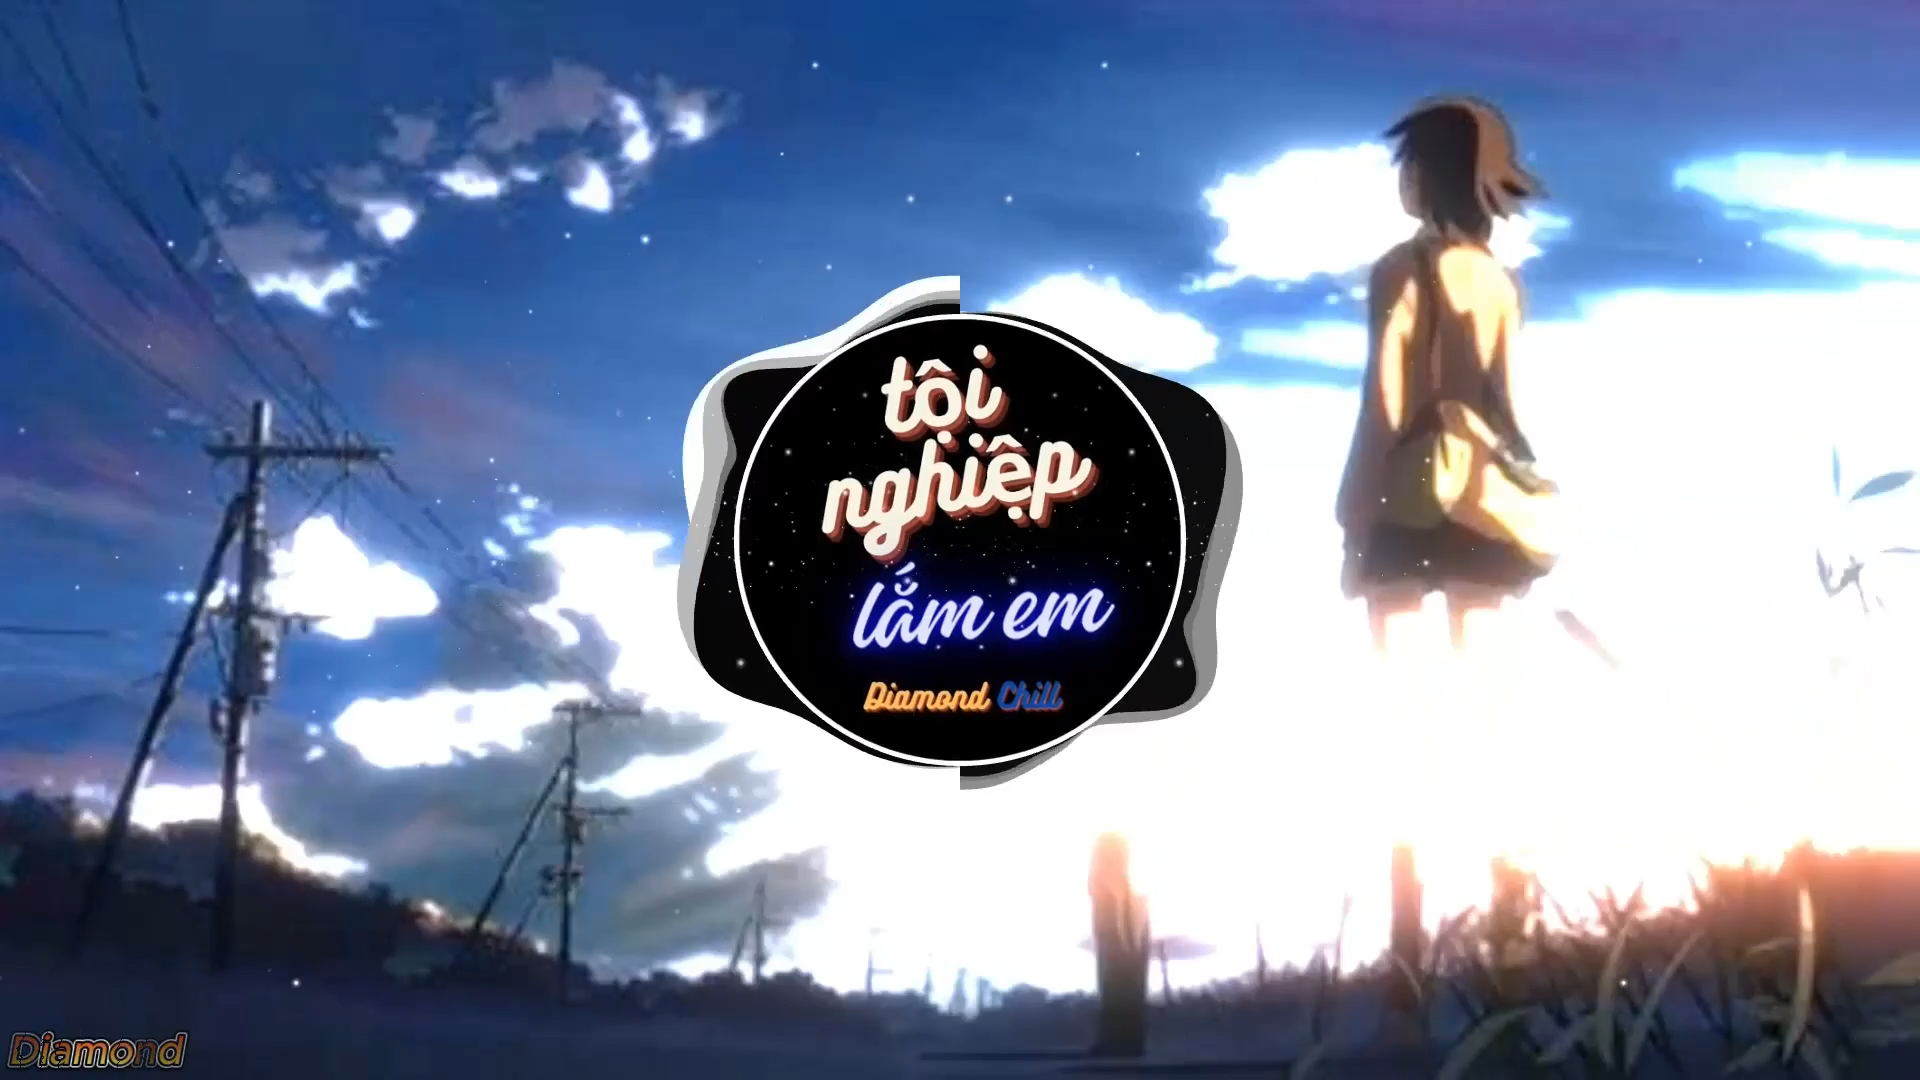 tội
nghiệp
lắm em
Diamond Chill
Diamond